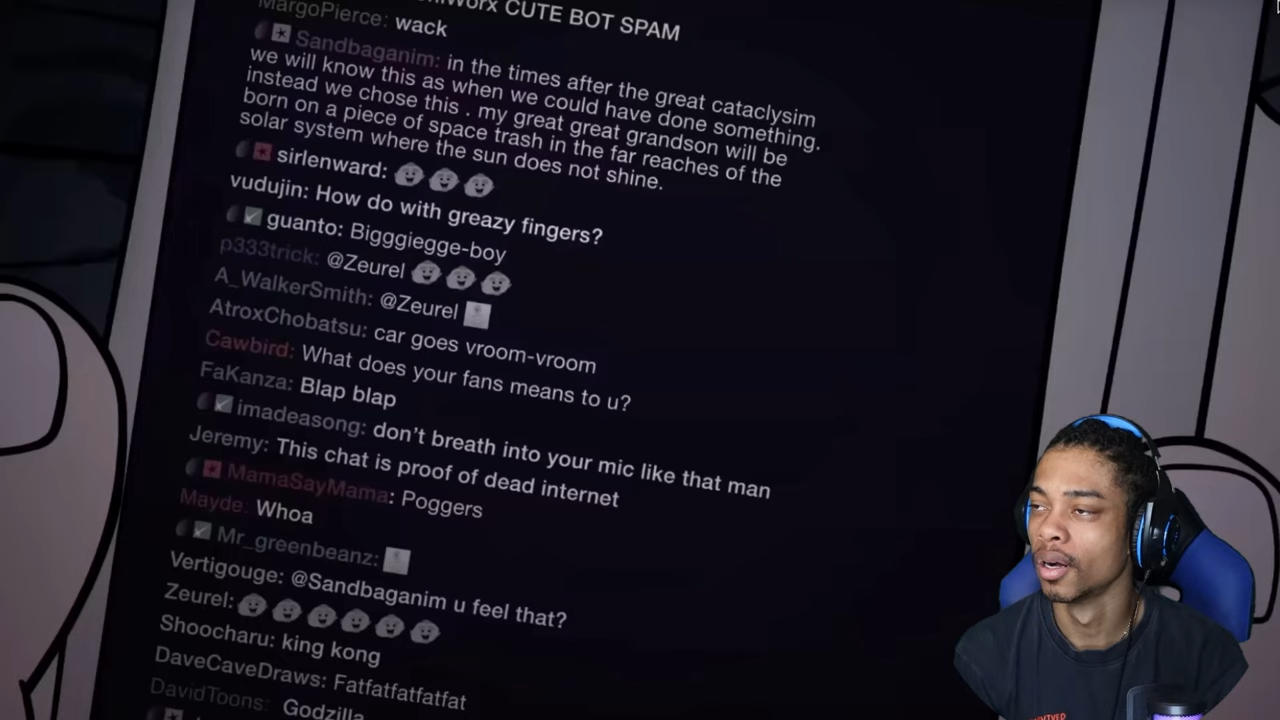 CUTE BOT SPAM
MargoPierce: wack
Sandbaganim: in the times after the great cataclysim
we will know this as when we could have done something.
instead we chose this . my great great grandson will be
born on a piece of space trash in the far reaches of the
solar system where the sun does not shine.
sirlenward:
vudujin: How do with greazy fingers?
guanto: Bigggiegge-boy
p333trick: @Zeurel
A_WalkerSmith: @Zeurel
AtroxChobatsu: car goes vroom-vroom
Cawbird: What does your fans means to u?
FaKanza: Blap blap
imadeasong: don't breath into your mic like that man
Jeremy: This chat is proof of dead internet
MamaSayMama: Poggers
Mayde: Whoa
Mr_greenbeanz:
Vertigouge: @Sandbaganim u feel that?
Zeurel:
Shoocharu: king kong
DaveCaveDraws: Fatfatfatfatfat
DavidToons: Godzilla